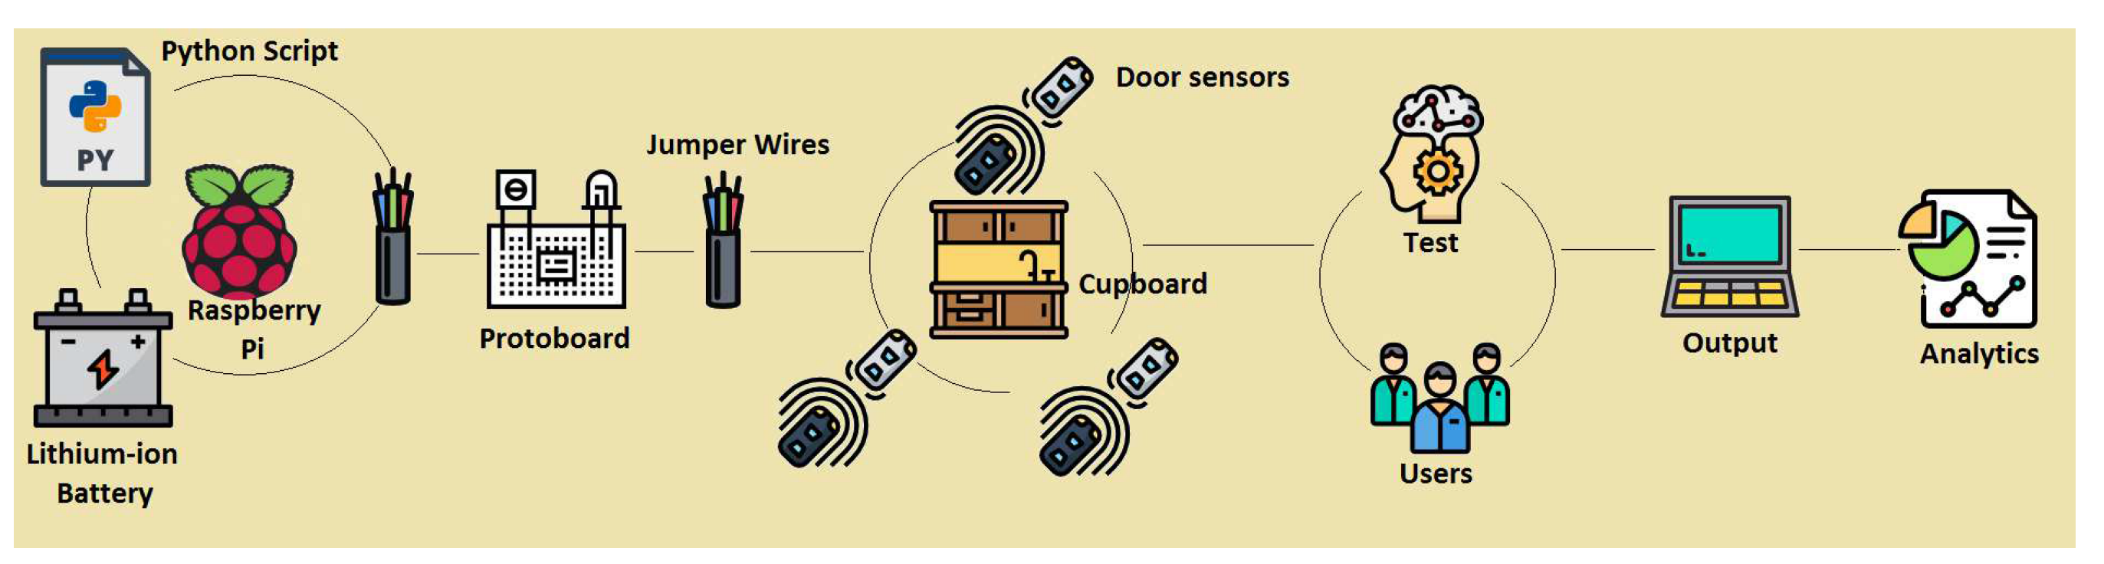 Python Script
PY
Raspberry
Pi
Lithium-ion
Battery
Protoboard
Jumper Wires
Door sensors
Cupboard
Test
Users
Output
Analytics